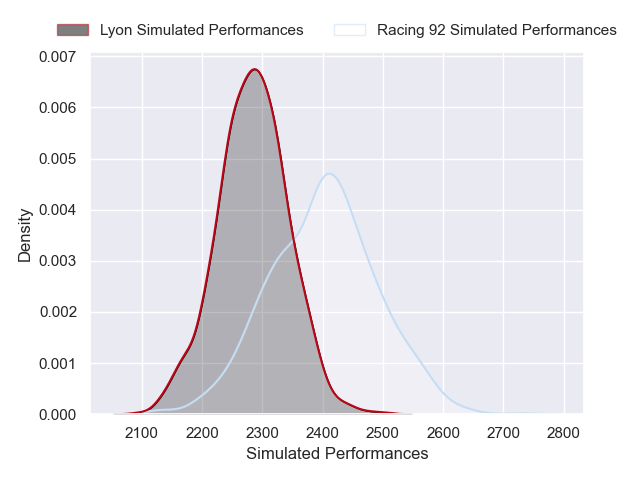 Lyon Simulated Performances
Racing 92 Simulated Performances
0.007
0.006
0.005
0.004
0.003
0.002
0.001
0.000
Density
2100 2200 2300 2400 2500 2600 2700 2800
Simulated Performances